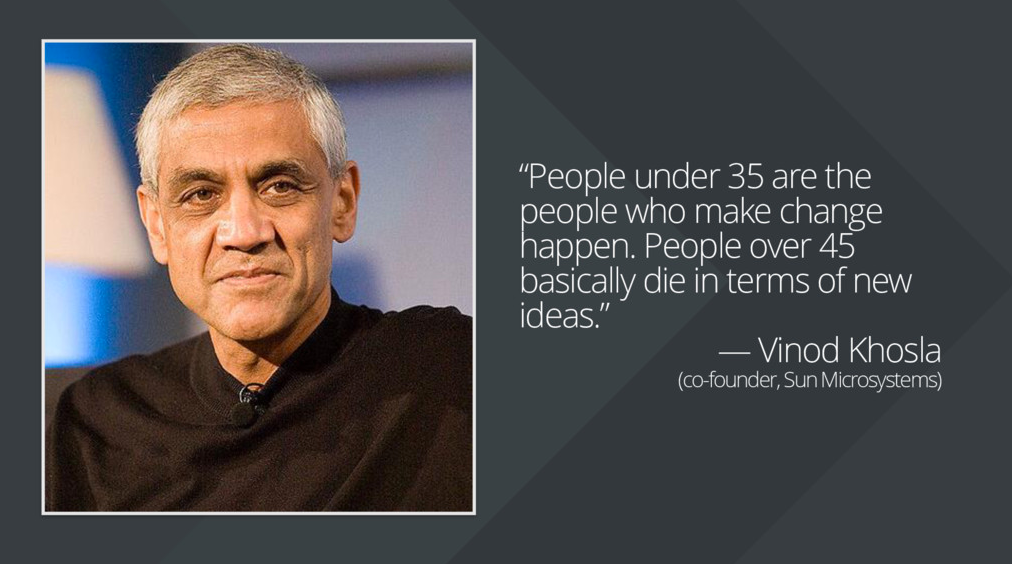 “People under 35 are the
people who make change
happen. People over 45
basically die in terms of new
ideas.”
— Vinod Khosla
(co-founder, Sun Microsystems)